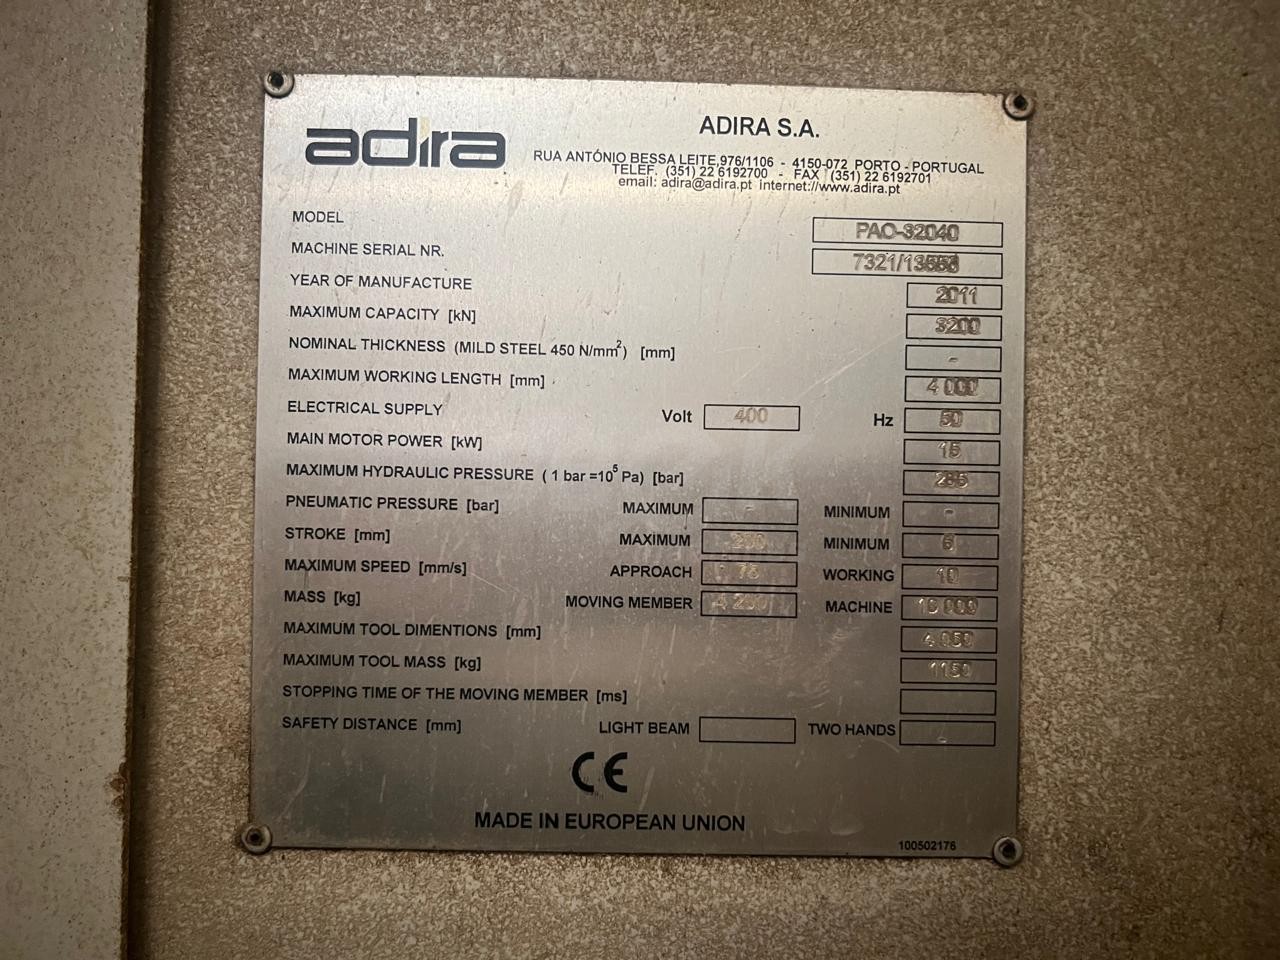 adira
ADIRA S.A.
RUA ANTÓNIO BESSA LEITE,976/1106 - 4150-072 PORTO - PORTUGAL
TELEF. (351) 22 6192700 - FAX (351) 22 6192701
email: adira@adira.pt internet://www.adira.pt
MODEL PAO-32040
MACHINE SERIAL NR.
YEAR OF MANUFACTURE 2011
MAXIMUM CAPACITY [kN] 3200
NOMINAL THICKNESS (MILD STEEL 450 N/mm²) [mm] -
MAXIMUM WORKING LENGTH [mm] 4 000
ELECTRICAL SUPPLY Volt 400 Hz 50
MAIN MOTOR POWER [kW] 15
MAXIMUM HYDRAULIC PRESSURE ( 1 bar =10⁵ Pa) [bar]
PNEUMATIC PRESSURE [bar] MAXIMUM - MINIMUM -
STROKE [mm] MAXIMUM MINIMUM
MAXIMUM SPEED [mm/s] APPROACH WORKING 10
MASS [kg] MOVING MEMBER MACHINE
MAXIMUM TOOL DIMENTIONS [mm] 4 050
MAXIMUM TOOL MASS [kg] 1150
STOPPING TIME OF THE MOVING MEMBER [ms]
SAFETY DISTANCE [mm] LIGHT BEAM TWO HANDS -
CE
MADE IN EUROPEAN UNION
100502176